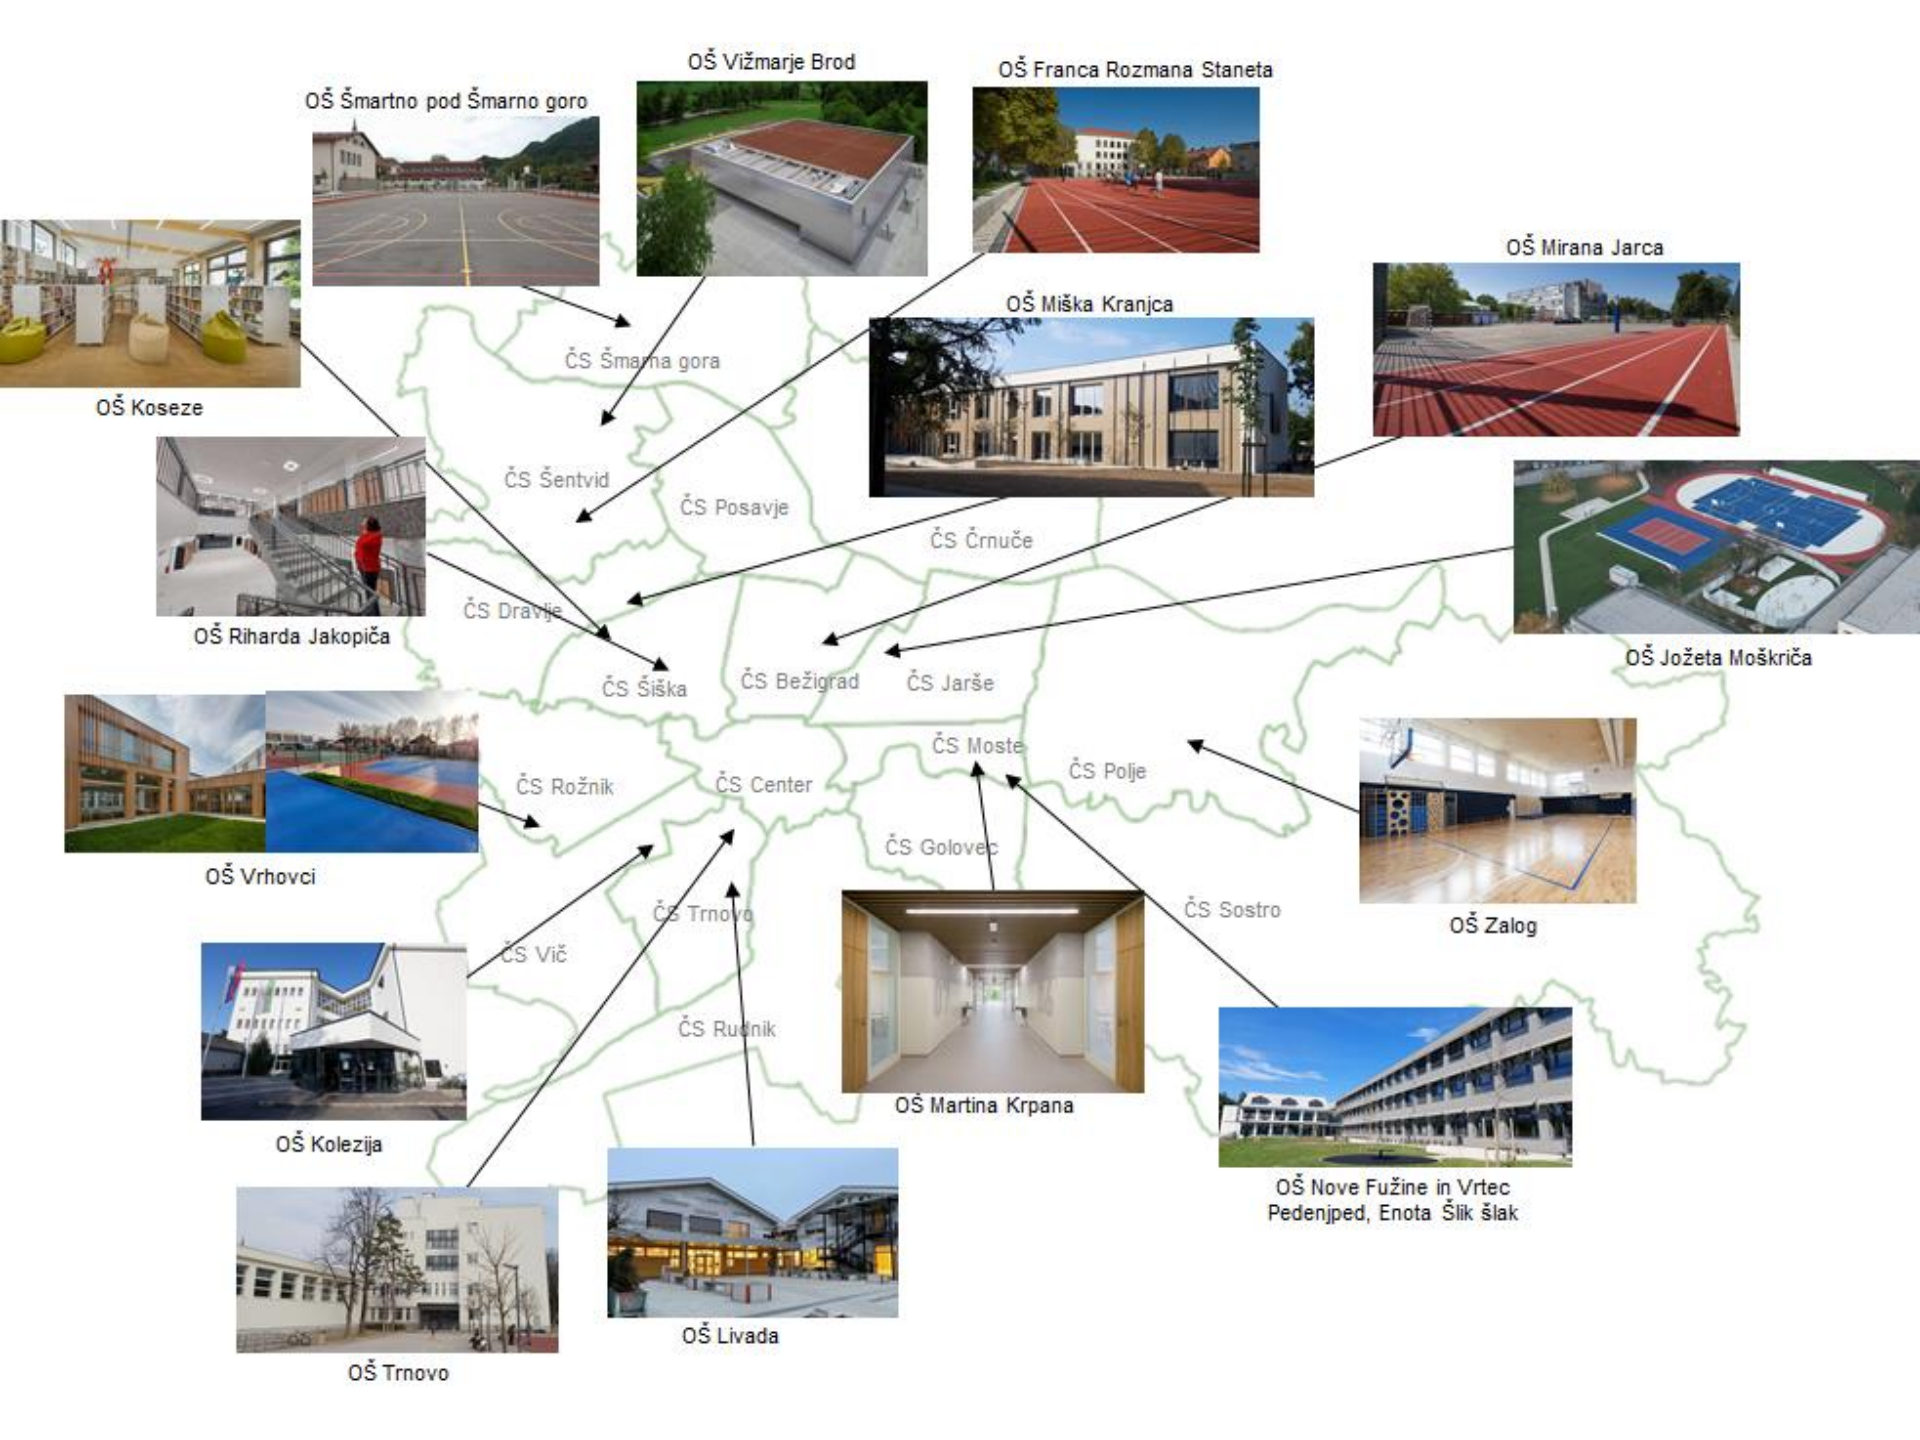 OŠ Vižmarje Brod
OŠ Franca Rozmana Staneta
OŠ Šmartno pod Šmarno goro
OŠ Mirana Jarca
OŠ Miška Kranjca
ČS Šmarna gora
OŠ Koseze
ČS Šentvid
ČS Posavje
ČS Črnuče
ČS Dravlje
OŠ Riharda Jakopiča
OŠ Jožeta Moškriča
ČS Šiška
ČS Bežigrad
ČS Jarše
ČS Moste
ČS Polje
ČS Rožnik
ČS Center
ČS Golovec
OŠ Vrhovci
ČS Trnovo
ČS Sostro
OŠ Zalog
ČS Vič
ČS Rudnik
OŠ Martina Krpana
OŠ Kolezija
OŠ Nove Fužine in Vrtec
Pedenjped, Enota Šlik šlak
OŠ Livada
OŠ Trnovo